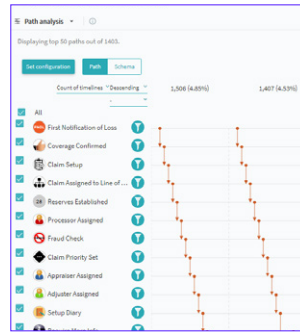 Path analysis
Displaying top 50 paths out of 1403.
Set configuration Path Schema
Count of timelines Descending 1,506 (4.85%) 1,407 (4.53%)
-
All
First Notification of Loss
Coverage Confirmed
Claim Setup
Claim Assigned to Line of ...
Reserves Established
Processor Assigned
Fraud Check
Claim Priority Set
Appraiser Assigned
Adjuster Assigned
Setup Diary